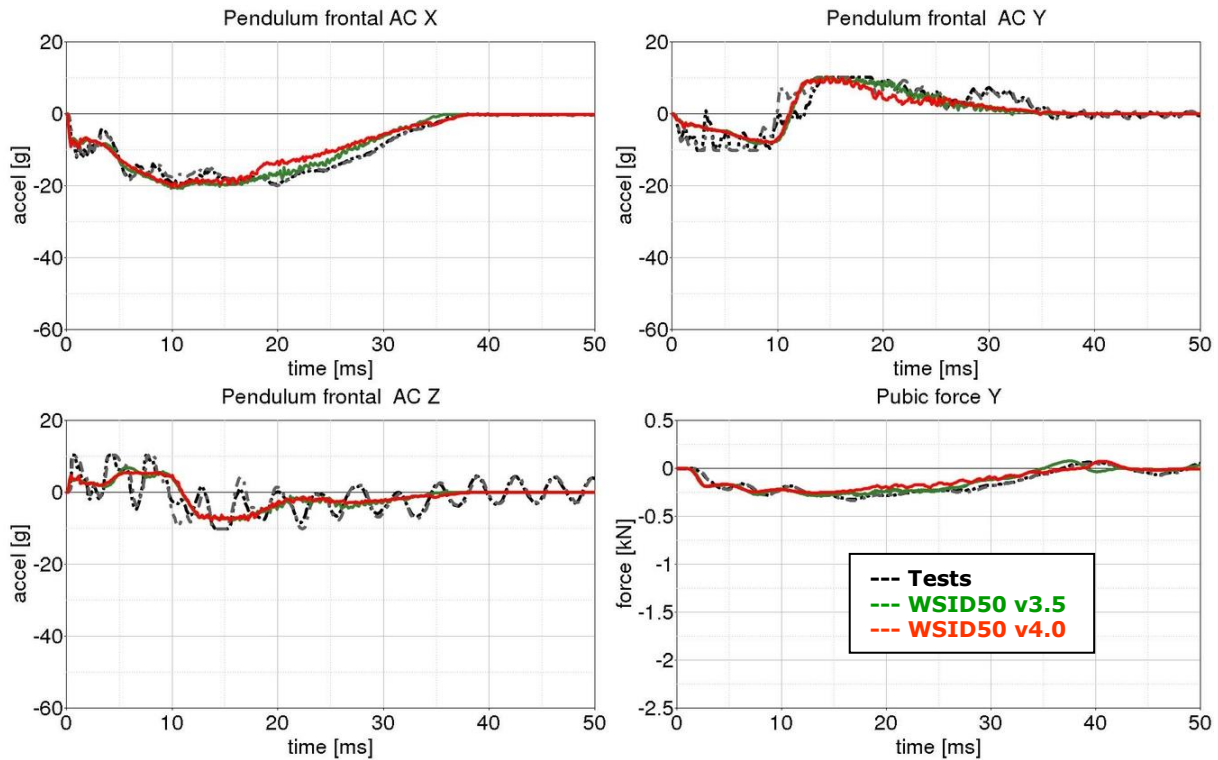 Pendulum frontal AC X
20
0
-20
-40
-60
accel [g]
0 10 20 30 40 50
time [ms]
Pendulum frontal AC Y
20
0
-20
-40
-60
accel [g]
0 10 20 30 40 50
time [ms]
Pendulum frontal AC Z
20
0
-20
-40
-60
accel [g]
0 10 20 30 40 50
time [ms]
Pubic force Y
0.5
0
-0.5
-1
-1.5
-2
-2.5
force [kN]
Tests
WSID50 v3.5
WSID50 v4.0
0 10 20 30 40 50
time [ms]